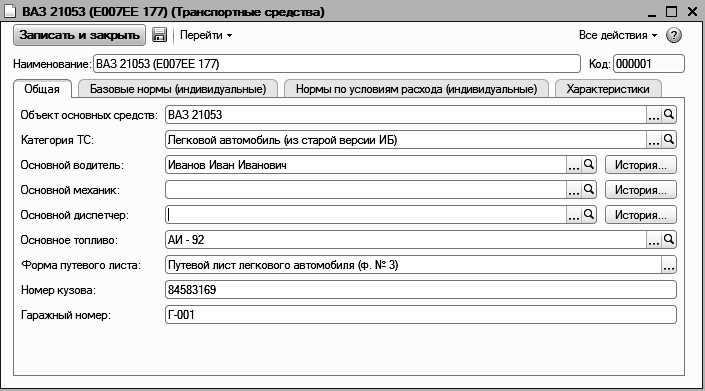 ВАЗ 21053 (Е007ЕЕ 177) (Транспортные средства)
Записать и закрыть Перейти Все действия ?
Наименование: ВАЗ 21053 (Е007ЕЕ 177) Код: 000001
Общая Базовые нормы (индивидуальные) Нормы по условиям расхода (индивидуальные) Характеристики
Объект основных средств: ВАЗ 21053 ...
Категория ТС: Легковой автомобиль (из старой версии ИБ) ...
Основной водитель: Иванов Иван Иванович ... История...
Основной механик: ... История...
Основной диспетчер: ... История...
Основное топливо: АИ - 92 ...
Форма путевого листа: Путевой лист легкового автомобиля (ф. № 3) ...
Номер кузова: 84583169
Гаражный номер: Г-001